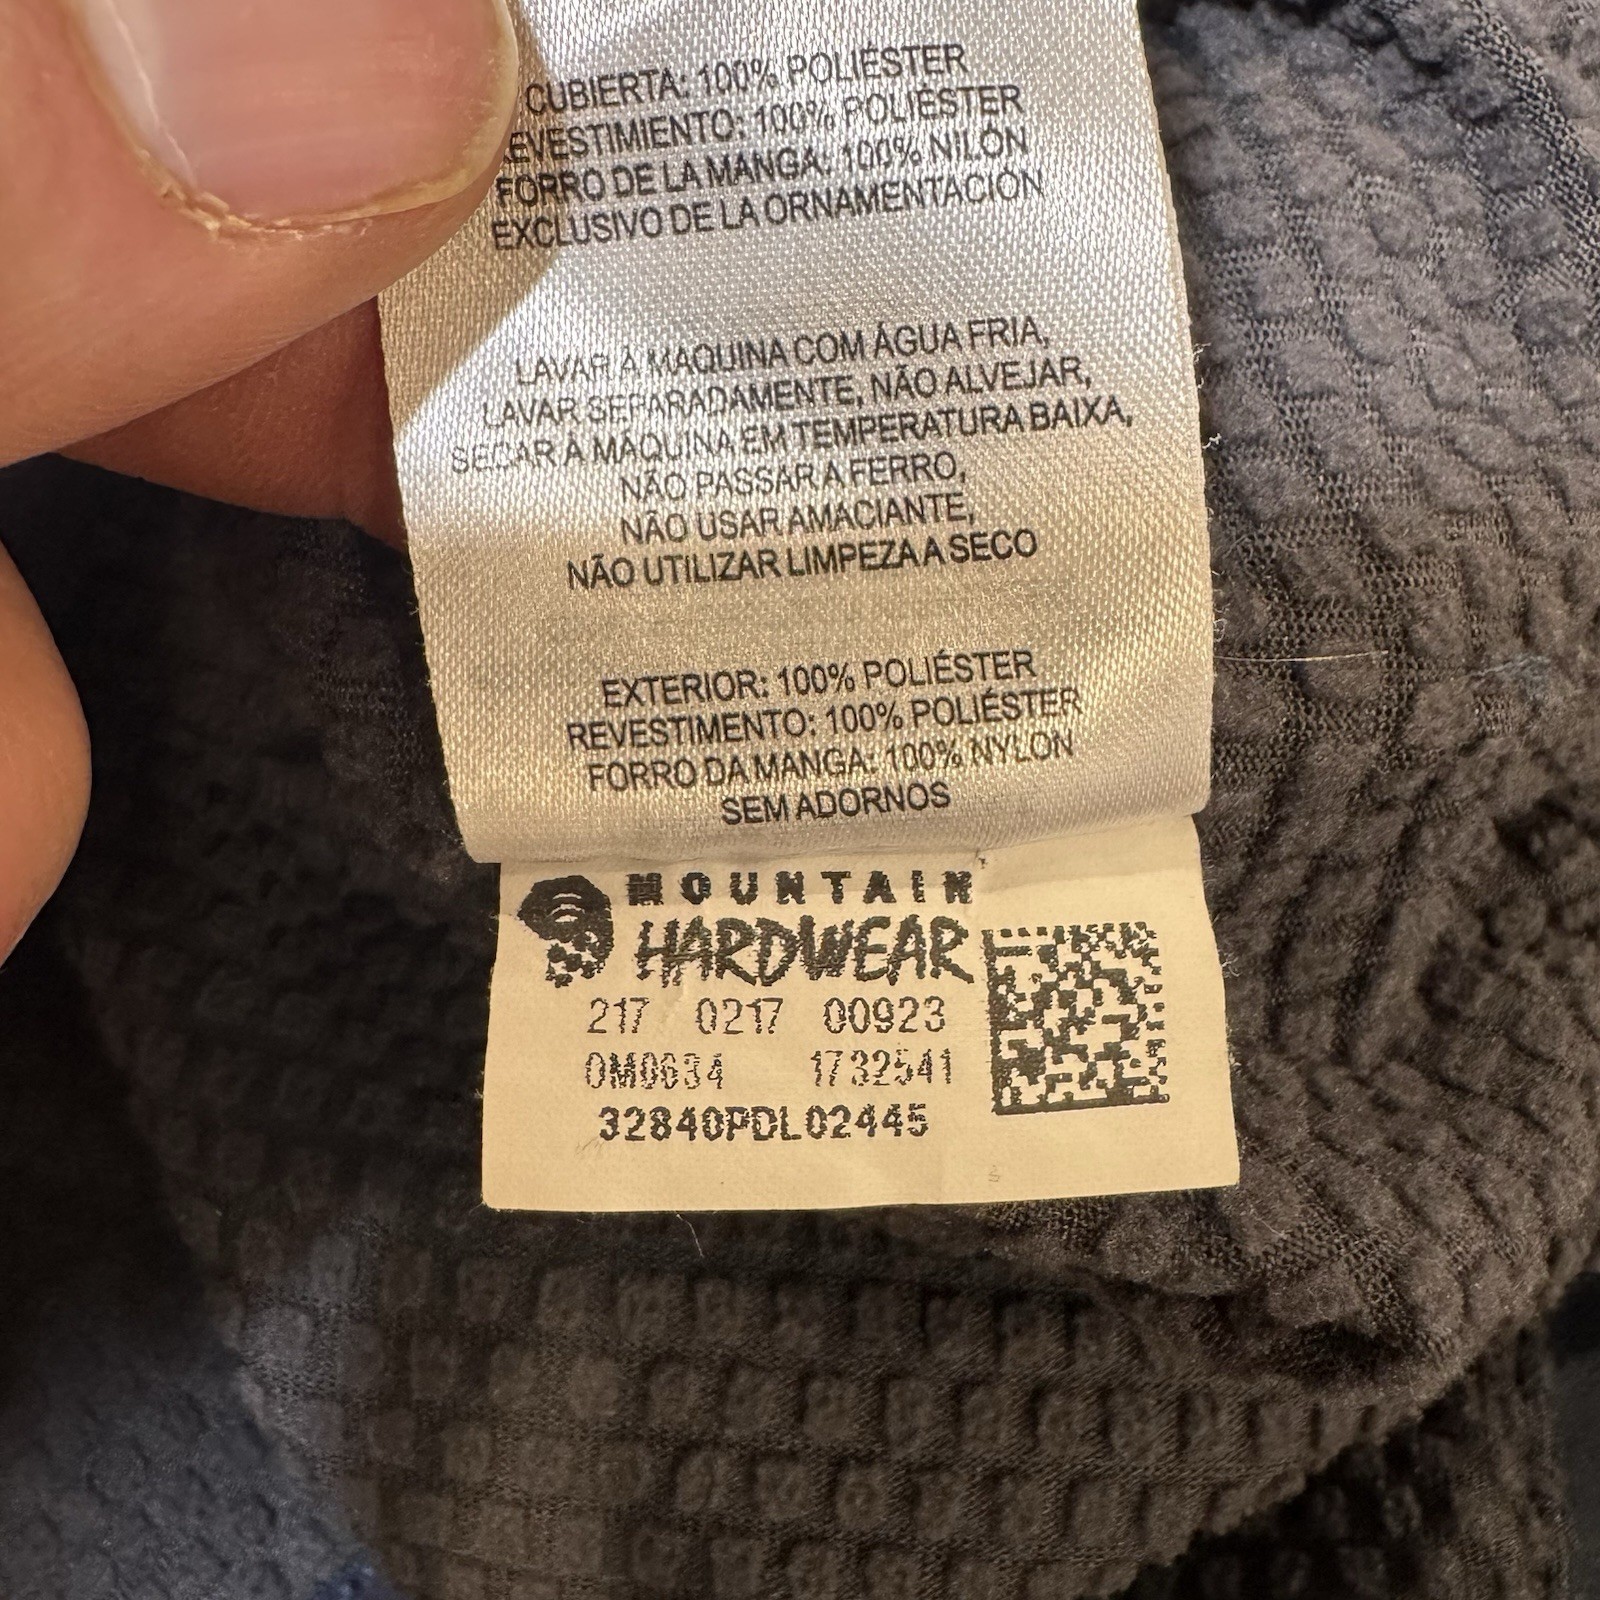 CUBIERTA: 100% POLIÉSTER
REVESTIMIENTO: 100% POLIÉSTER
FORRO DE LA MANGA: 100% NILÓN
EXCLUSIVO DE LA ORNAMENTACIÓN
LAVAR À MAQUINA COM ÁGUA FRIA,
LAVAR SEPARADAMENTE, NÃO ALVEJAR,
SECAR À MÁQUINA EM TEMPERATURA BAIXA,
NÃO PASSAR A FERRO,
NÃO USAR AMACIANTE,
NÃO UTILIZAR LIMPEZA A SECO
EXTERIOR: 100% POLIÉSTER
REVESTIMENTO: 100% POLIÉSTER
FORRO DA MANGA: 100% NYLON
SEM ADORNOS
MOUNTAIN
HARDWEAR
217 0217 00923
OM0634 1732541
32840PDL02445